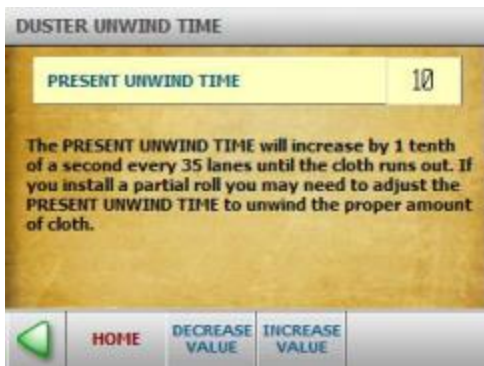 DUSTER UNWIND TIME
PRESENT UNWIND TIME 10
The PRESENT UNWIND TIME will increase by 1 tenth
of a second every 35 lanes until the cloth runs out. If
you install a partial roll you may need to adjust the
PRESENT UNWIND TIME to unwind the proper amount
of cloth.
HOME
DECREASE
VALUE
INCREASE
VALUE